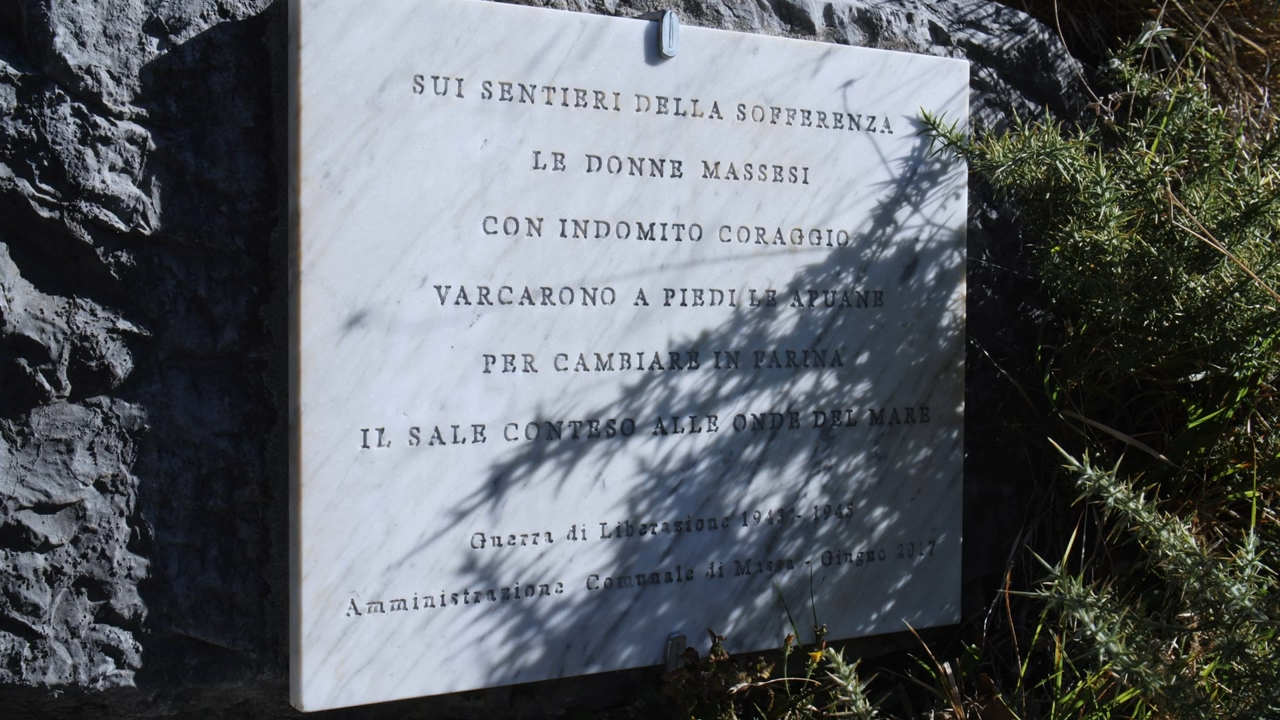 SUI SENTIERI DELLA SOFFERENZA
LE DONNE MASSESI
CON INDOMITO CORAGGIO
VARCARONO A PIEDI LE APUANE
PER CAMBIARE IN FARINA
IL SALE CONTESO ALLE ONDE DEL MARE
Guerra di Liberazione 1943 - 1945
Amministrazione Comunale di Massa - Giugno 2017